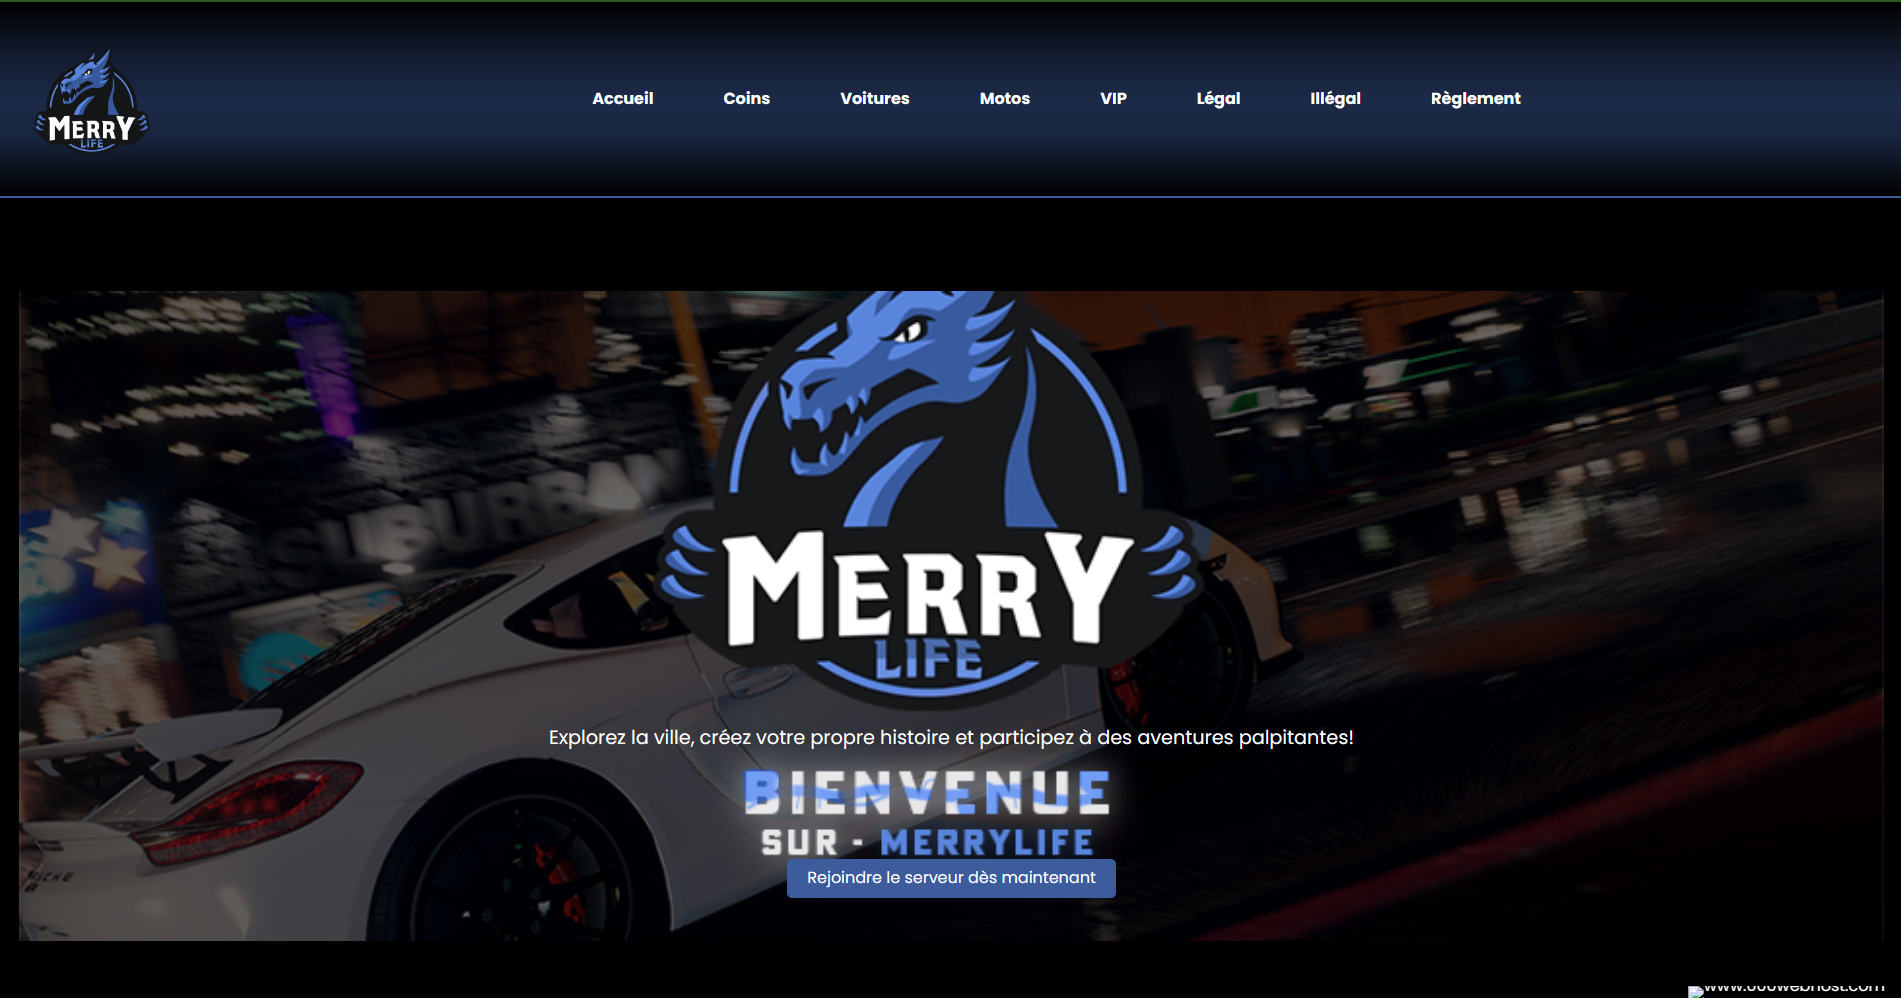 MERRY
LIFE
Accueil
Coins
Voitures
Motos
VIP
Légal
Illégal
Règlement
SUBURBAN
MERRY
LIFE
Explorez la ville, créez votre propre histoire et participez à des aventures palpitantes!
BIENVENUE
SUR - MERRYLIFE
Rejoindre le serveur dès maintenant
www.000webhost.com